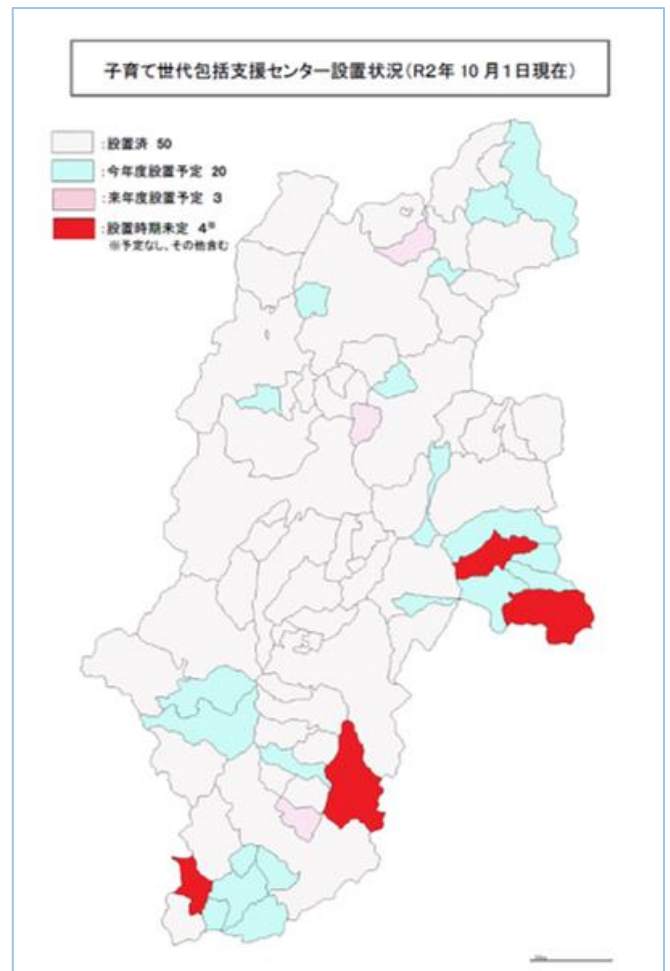 子育て世代包括支援センター設置状況(R2年 10 月1日現在)
:設置済 50
:今年度設置予定 20
:来年度設置予定 3
:設置時期未定 4※
※予定なし、その他含む